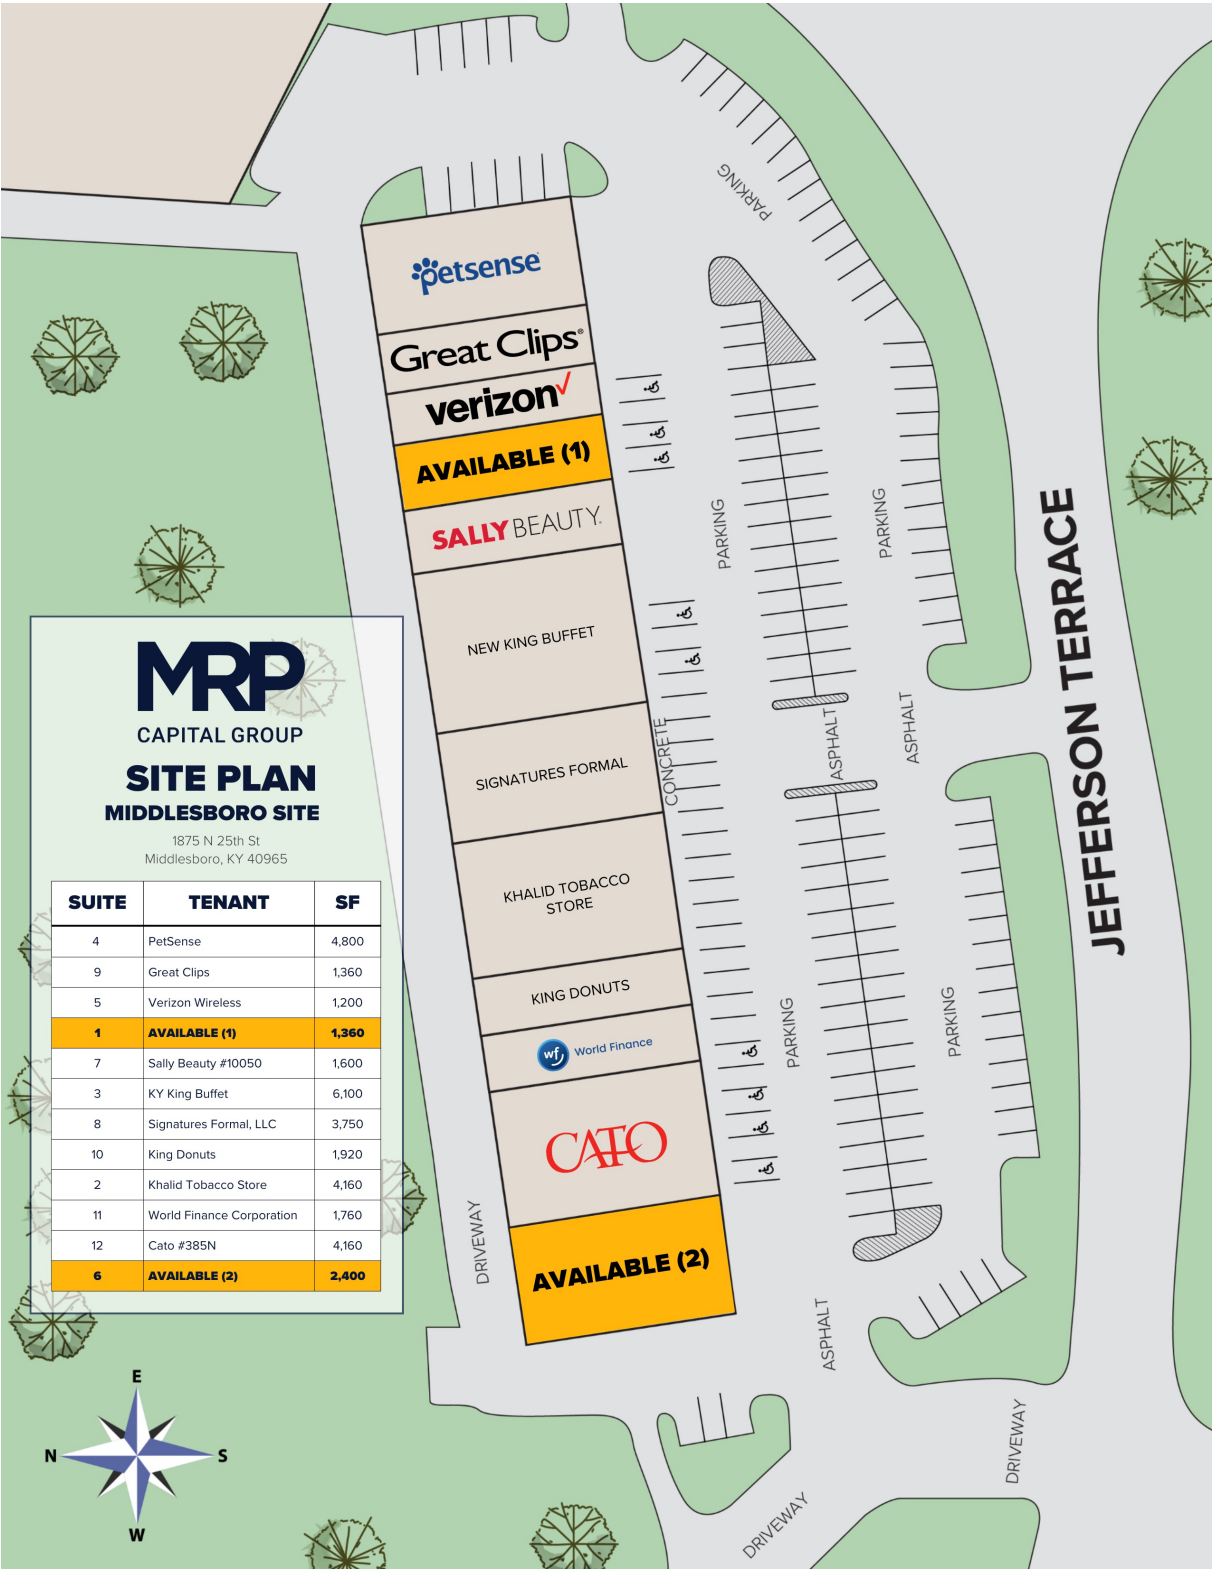 PARKING
petsense
Great Clips®
verizon
AVAILABLE (1)
SALLY BEAUTY.
NEW KING BUFFET
SIGNATURES FORMAL
KHALID TOBACCO
STORE
KING DONUTS
wf World Finance
CATO
AVAILABLE (2)
PARKING
PARKING
CONCRETE
ASPHALT
ASPHALT
JEFFERSON TERRACE
PARKING
PARKING
DRIVEWAY
ASPHALT
DRIVEWAY
DRIVEWAY
MRP
CAPITAL GROUP
SITE PLAN
MIDDLESBORO SITE
1875 N 25th St
Middlesboro, KY 40965
SUITE TENANT SF
4 PetSense 4,800
9 Great Clips 1,360
5 Verizon Wireless 1,200
1 AVAILABLE (1) 1,360
7 Sally Beauty #10050 1,600
3 KY King Buffet 6,100
8 Signatures Formal, LLC 3,750
10 King Donuts 1,920
2 Khalid Tobacco Store 4,160
11 World Finance Corporation 1,760
12 Cato #385N 4,160
6 AVAILABLE (2) 2,400
E
N S
W